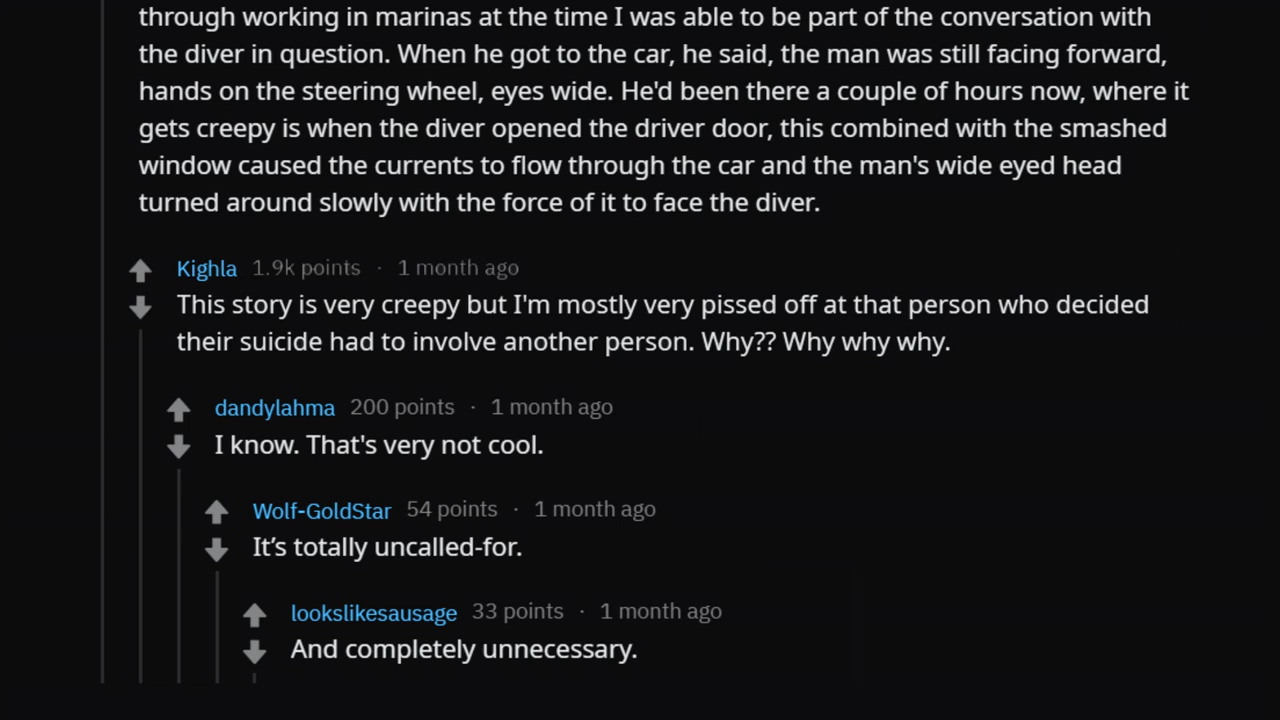 through working in marinas at the time I was able to be part of the conversation with
the diver in question. When he got to the car, he said, the man was still facing forward,
hands on the steering wheel, eyes wide. He'd been there a couple of hours now, where it
gets creepy is when the diver opened the driver door, this combined with the smashed
window caused the currents to flow through the car and the man's wide eyed head
turned around slowly with the force of it to face the diver.
Kighla 1.9k points · 1 month ago
This story is very creepy but I'm mostly very pissed off at that person who decided
their suicide had to involve another person. Why?? Why why why.
dandylahma 200 points · 1 month ago
I know. That's very not cool.
Wolf-GoldStar 54 points · 1 month ago
It’s totally uncalled-for.
lookslikesausage 33 points · 1 month ago
And completely unnecessary.